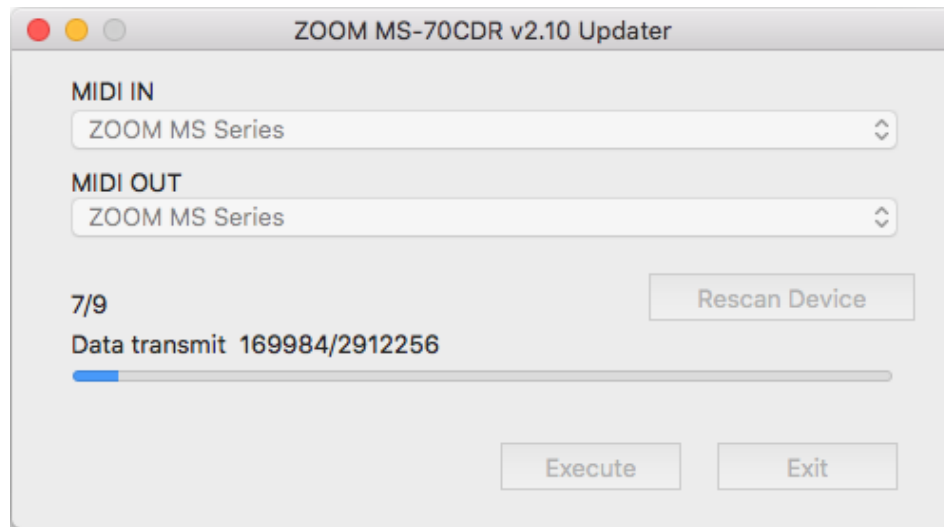 ZOOM MS-70CDR v2.10 Updater
MIDI IN
ZOOM MS Series
MIDI OUT
ZOOM MS Series
7/9
Rescan Device
Data transmit 169984/2912256
Execute
Exit